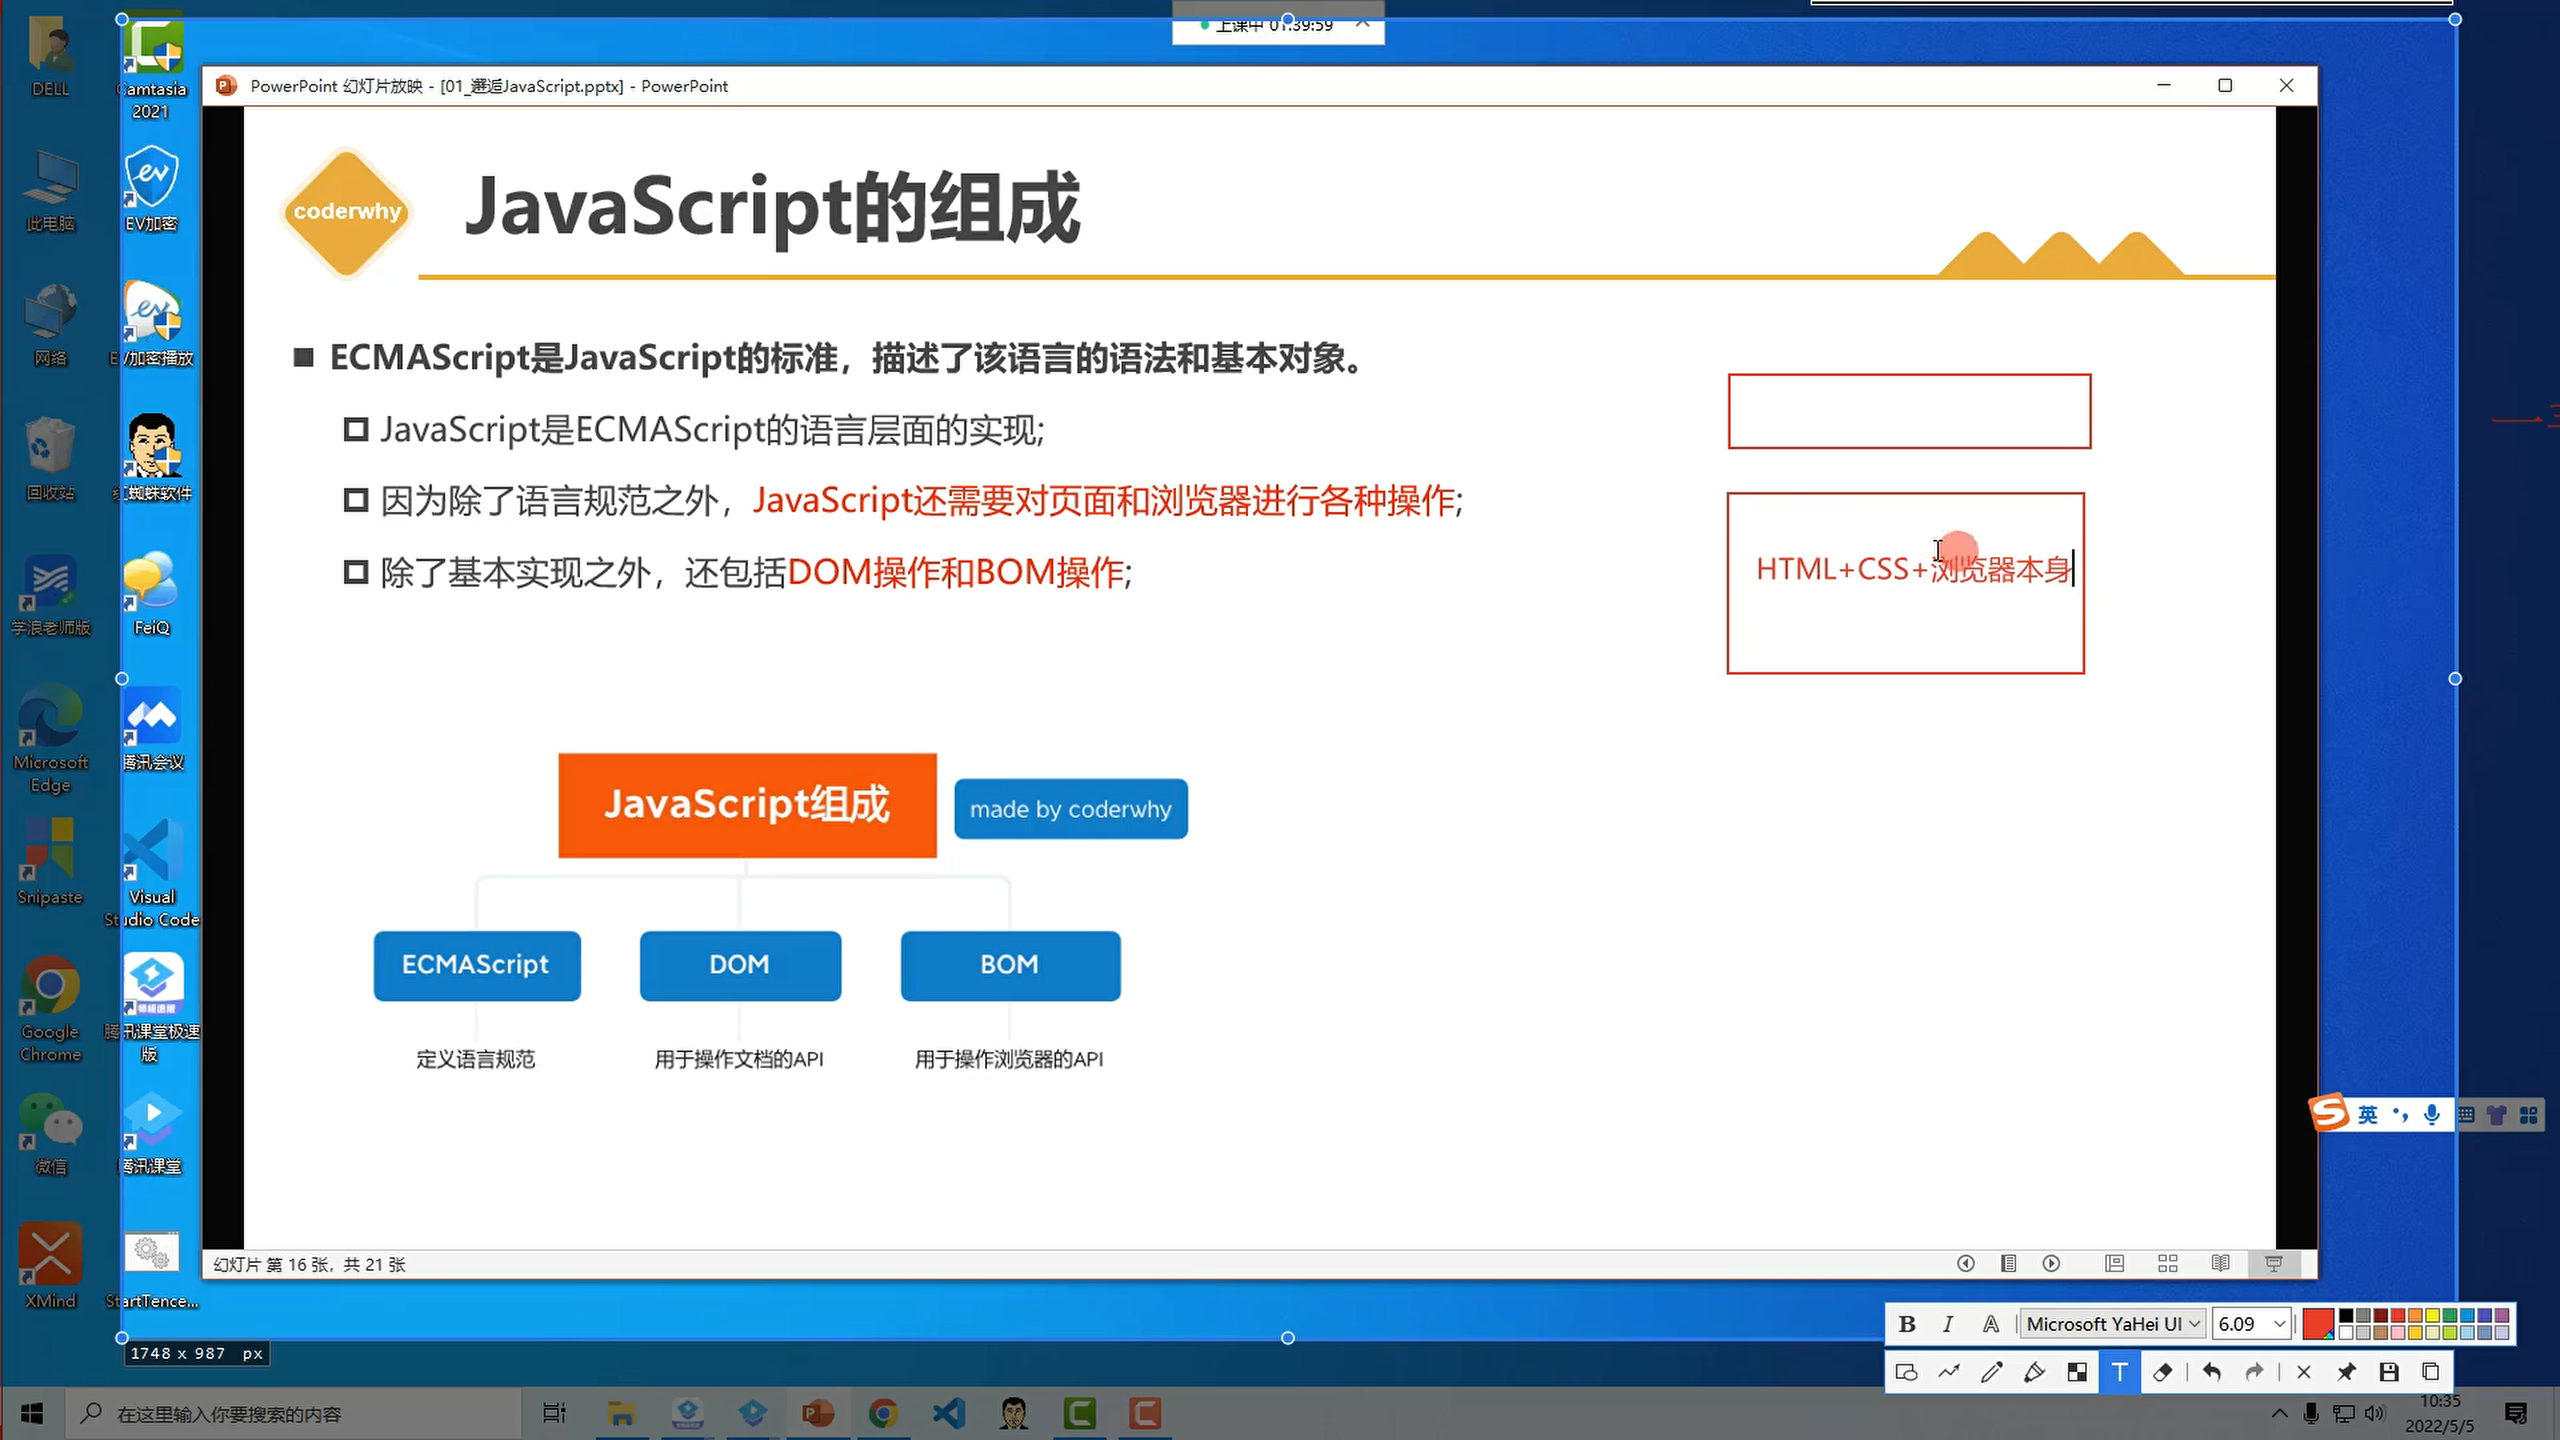 上课中 01:39:59
DELL
Camtasia
2021
此电脑
EV加密
网络
EV加密播放
回收站
红蜘蛛软件
学浪老师版
FeiQ
Microsoft
Edge
腾讯会议
Snipaste
Visual
Studio Code
Google
Chrome
腾讯课堂极速
版
微信
腾讯课堂
XMind
StartTence...
PowerPoint 幻灯片放映 - [01_邂逅JavaScript.pptx] - PowerPoint
coderwhy
JavaScript的组成
ECMAScript是JavaScript的标准，描述了该语言的语法和基本对象。
JavaScript是ECMAScript的语言层面的实现;
因为除了语言规范之外，JavaScript还需要对页面和浏览器进行各种操作;
除了基本实现之外，还包括DOM操作和BOM操作;
HTML+CSS+浏览器本身
JavaScript组成
made by coderwhy
ECMAScript
DOM
BOM
定义语言规范
用于操作文档的API
用于操作浏览器的API
英
幻灯片 第 16 张，共 21 张
1748 x 987 px
B I A Microsoft YaHei UI 6.09
T
在这里输入你要搜索的内容
10:35
2022/5/5